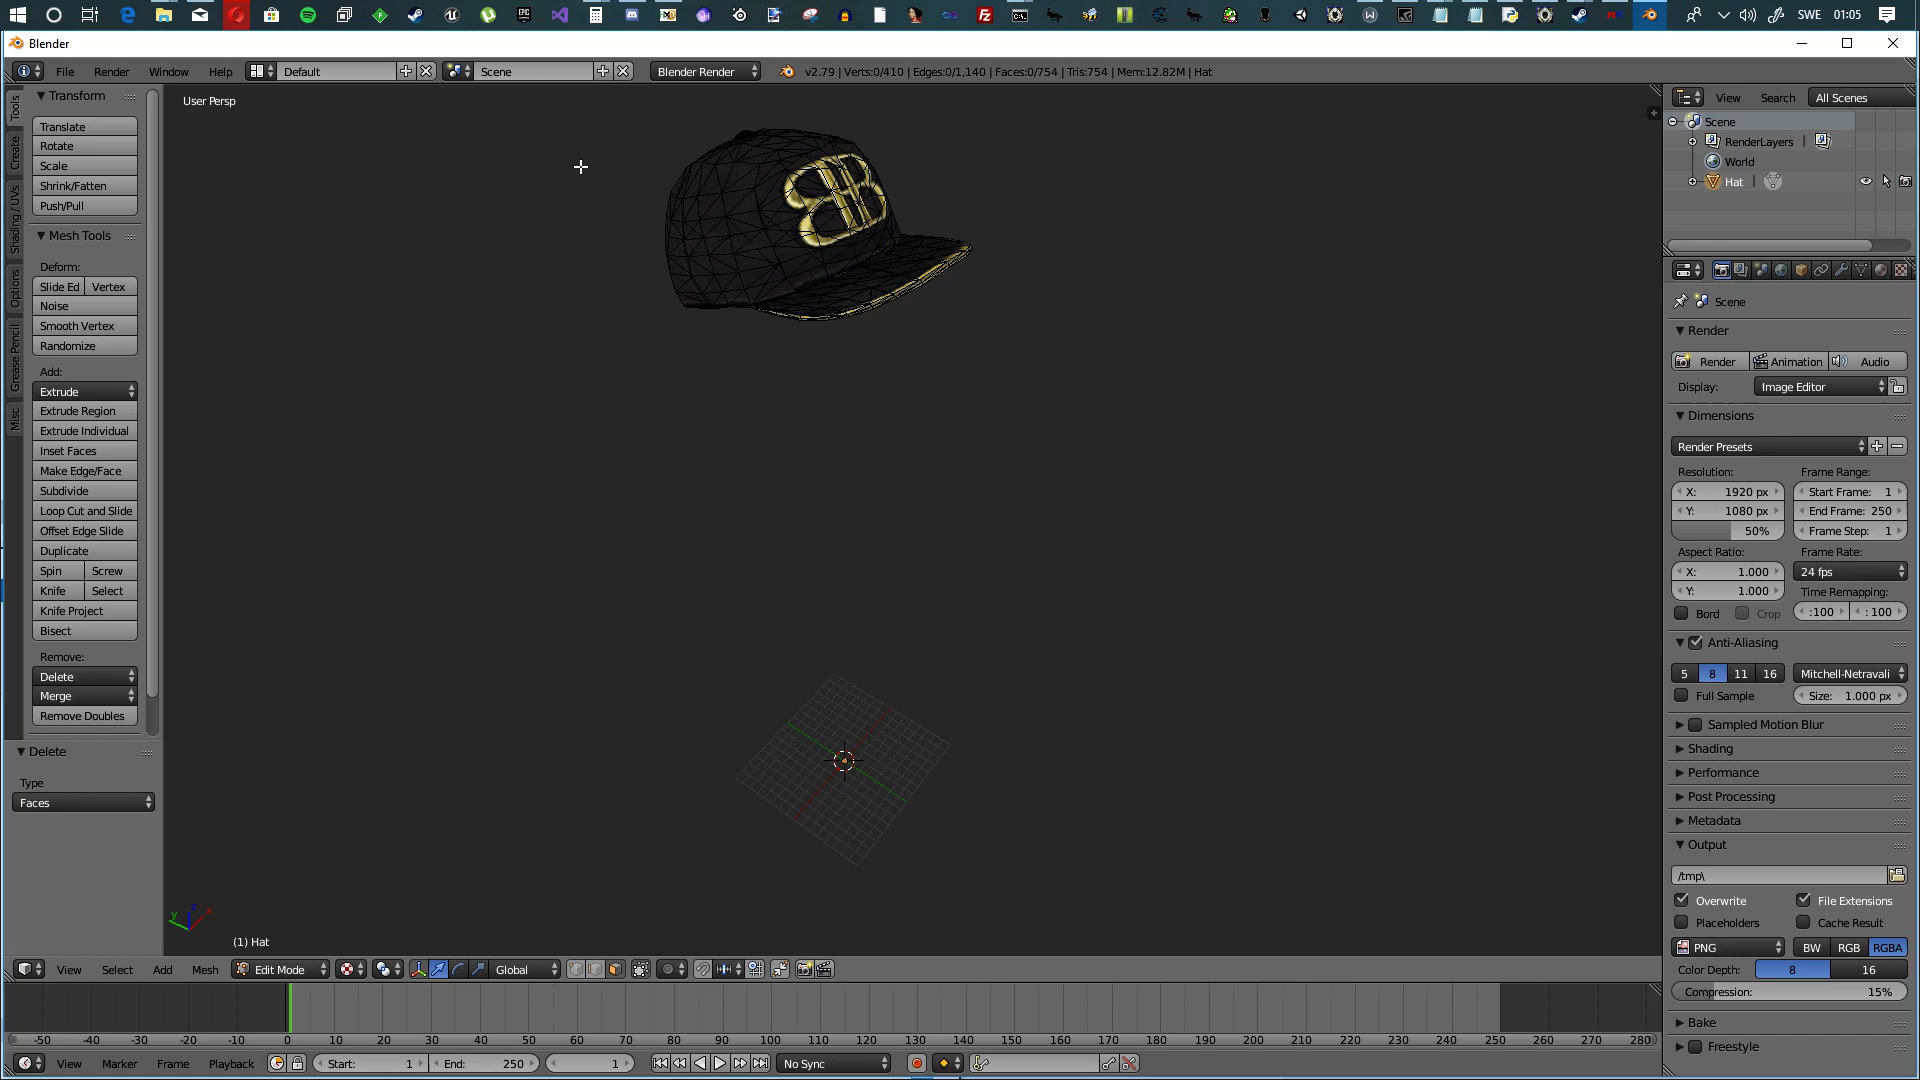 SWE 01:05
Blender
File Render Window Help Default Scene Blender Render v2.79 | Verts:0/410 | Edges:0/1,140 | Faces:0/754 | Tris:754 | Mem:12.82M | Hat
Tools
Create
Shading / UVs
Options
Grease Pencil
Misc
Transform
Translate
Rotate
Scale
Shrink/Fatten
Push/Pull
Mesh Tools
Deform:
Slide Ed Vertex
Noise
Smooth Vertex
Randomize
Add:
Extrude
Extrude Region
Extrude Individual
Inset Faces
Make Edge/Face
Subdivide
Loop Cut and Slide
Offset Edge Slide
Duplicate
Spin Screw
Knife Select
Knife Project
Bisect
Remove:
Delete
Merge
Remove Doubles
Delete
Type
Faces
User Persp
(1) Hat
View Select Add Mesh Edit Mode Global
-50 -40 -30 -20 -10 0 10 20 30 40 50 60 70 80 90 100 110 120 130 140 150 160 170 180 190 200 210 220 230 240 250 260 270 280
View Marker Frame Playback Start: 1 End: 250 1 No Sync
View Search All Scenes
Scene
RenderLayers
World
Hat
Scene
Render
Render Animation Audio
Display: Image Editor
Dimensions
Render Presets
Resolution: Frame Range:
X: 1920 px Start Frame: 1
Y: 1080 px End Frame: 250
50% Frame Step: 1
Aspect Ratio: Frame Rate:
X: 1.000 24 fps
Y: 1.000 Time Remapping:
Bord Crop :100 : 100
Anti-Aliasing
5 8 11 16 Mitchell-Netravali
Full Sample Size: 1.000 px
Sampled Motion Blur
Shading
Performance
Post Processing
Metadata
Output
/tmp\
Overwrite File Extensions
Placeholders Cache Result
PNG BW RGB RGBA
Color Depth: 8 16
Compression: 15%
Bake
Freestyle